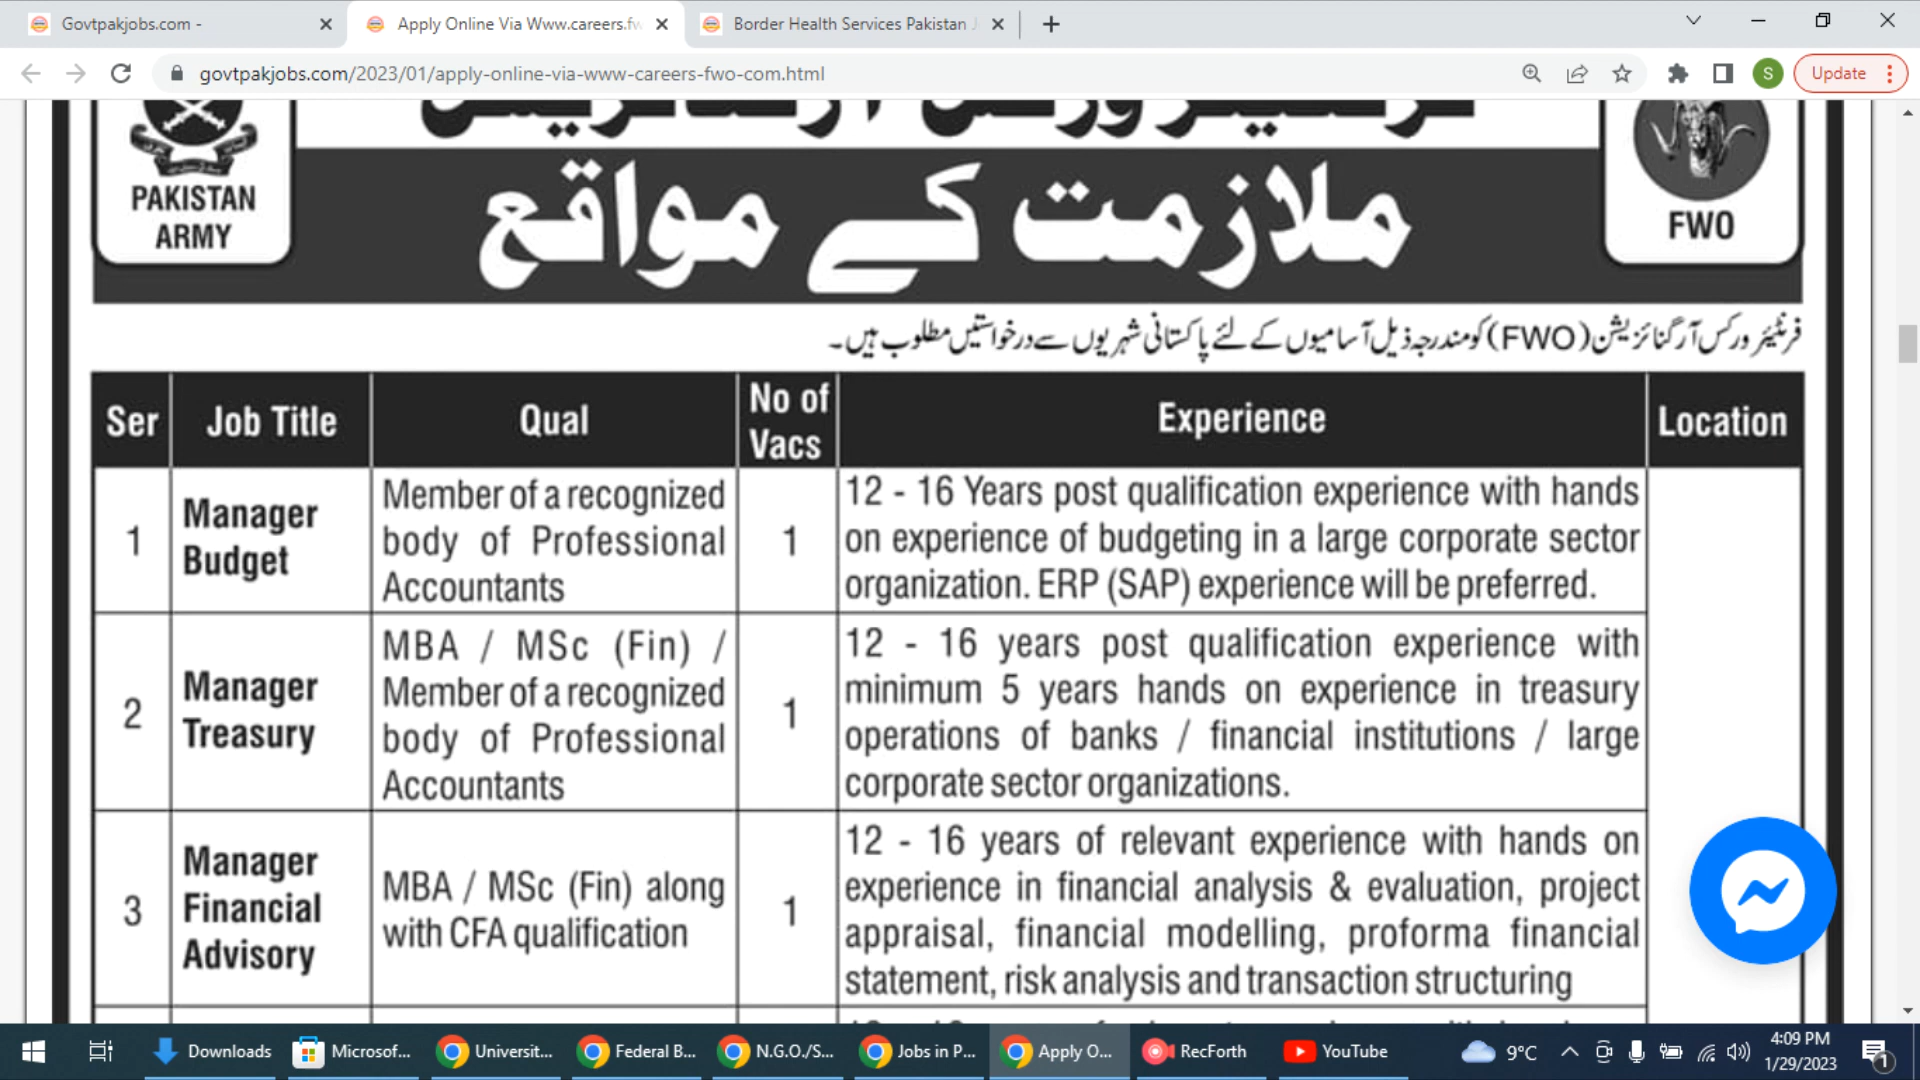 Govtpakjobs.com -
Apply Online Via Www.careers.fw
Border Health Services Pakistan J
govtpakjobs.com/2023/01/apply-online-via-www-careers-fwo-com.html
S
Update
PAKISTAN
ARMY
ملازمت کے مواقع
FWO
فرنٹیئر ورکس آرگنائزیشن (FWO) کو مندرجہ ذیل آسامیوں کے لئے پاکستانی شہریوں سے درخواستیں مطلوب ہیں۔
Ser
Job Title
Qual
No of
Vacs
Experience
Location
1
Manager
Budget
Member of a recognized
body of Professional
Accountants
1
12 - 16 Years post qualification experience with hands
on experience of budgeting in a large corporate sector
organization. ERP (SAP) experience will be preferred.
2
Manager
Treasury
MBA / MSc (Fin) /
Member of a recognized
body of Professional
Accountants
1
12 - 16 years post qualification experience with
minimum 5 years hands on experience in treasury
operations of banks / financial institutions / large
corporate sector organizations.
3
Manager
Financial
Advisory
MBA / MSc (Fin) along
with CFA qualification
1
12 - 16 years of relevant experience with hands on
experience in financial analysis & evaluation, project
appraisal, financial modelling, proforma financial
statement, risk analysis and transaction structuring
Downloads
Microsof...
Universit...
Federal B...
N.G.O./S...
Jobs in P...
Apply O...
RecForth
YouTube
9°C
4:09 PM
1/29/2023
1